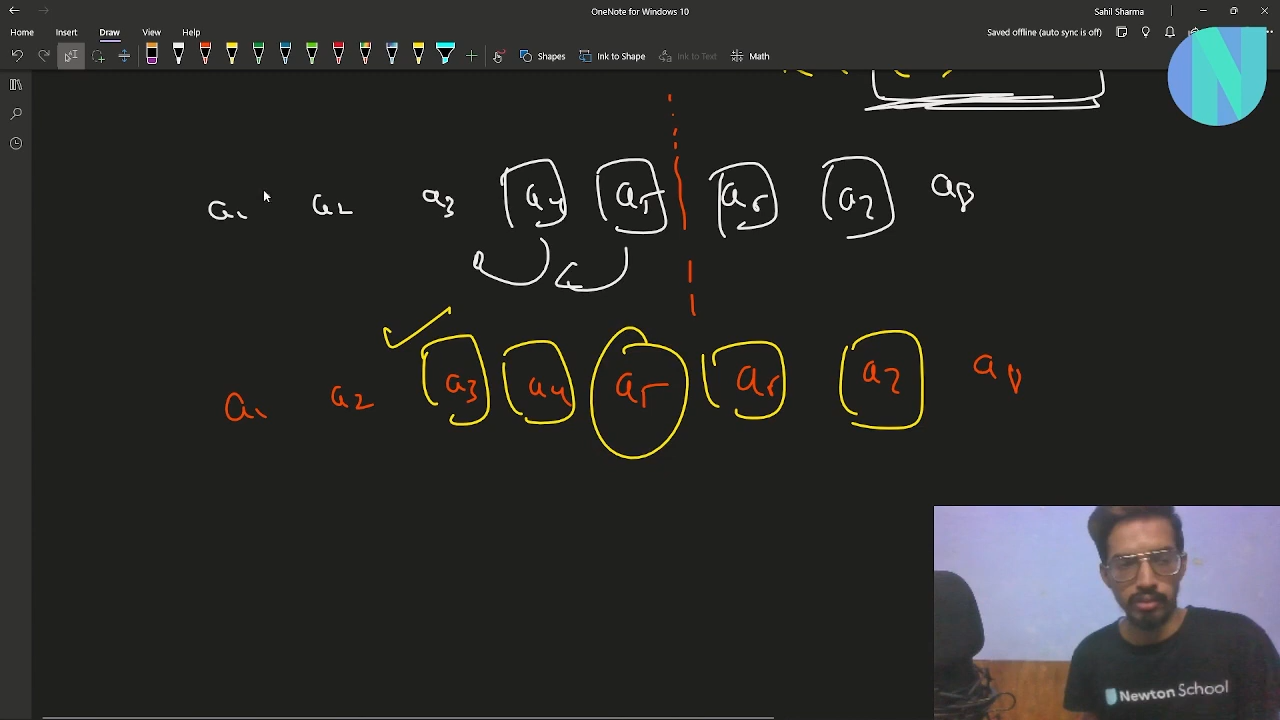 OneNote for Windows 10
Sahil Sharma
Home Insert Draw View Help
Saved offline (auto sync is off)
Shapes Ink to Shape Ink to Text Math
a1 a2 a3 a4 a5 a6 a7 a8
a1 a2 a3 a4 a5 a6 a7 a8
Newton School